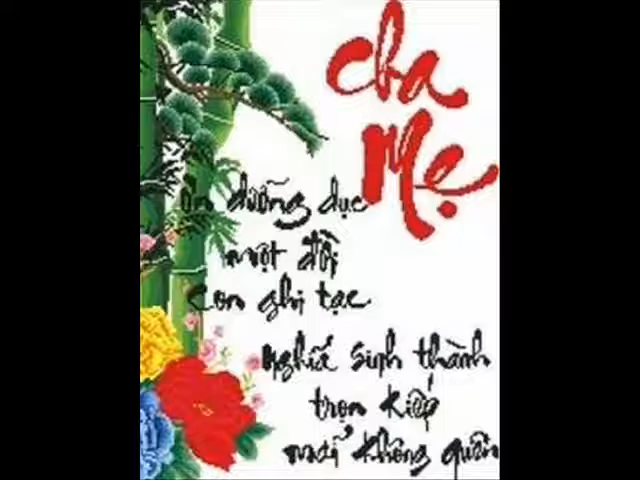 Cha
Mẹ
Ơn dưỡng dục
một đời
con ghi tạc
Nghĩa sinh thành
trọn kiếp
mãi không quên